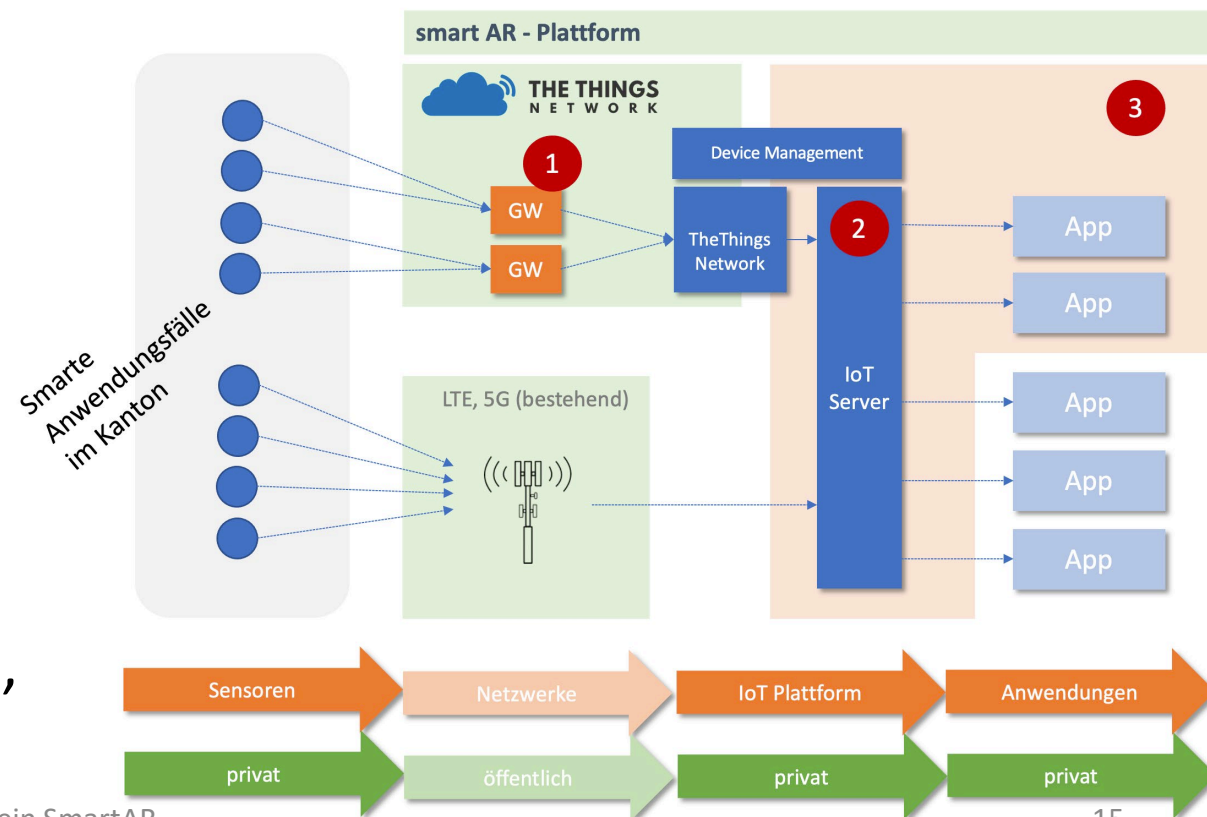 smart AR - Plattform
THE THINGS
NETWORK
1
3
Device Management
GW
GW
TheThings
Network
2
App
App
Smarte
Anwendungsfälle
im Kanton
LTE, 5G (bestehend)
IoT
Server
App
App
App
,
Sensoren
Netzwerke
IoT Plattform
Anwendungen
privat
öffentlich
privat
privat
SmartAR
15